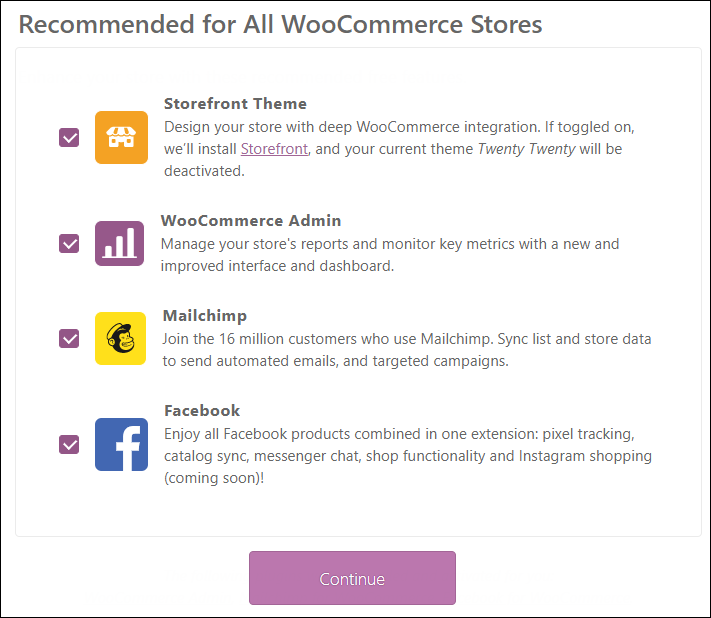 Recommended for All WooCommerce Stores
Storefront Theme
Design your store with deep WooCommerce integration. If toggled on,
we'll install Storefront, and your current theme Twenty Twenty will be
deactivated.
WooCommerce Admin
Manage your store's reports and monitor key metrics with a new and
improved interface and dashboard.
Mailchimp
Join the 16 million customers who use Mailchimp. Sync list and store data
to send automated emails, and targeted campaigns.
Facebook
Enjoy all Facebook products combined in one extension: pixel tracking,
catalog sync, messenger chat, shop functionality and Instagram shopping
(coming soon)!
Continue